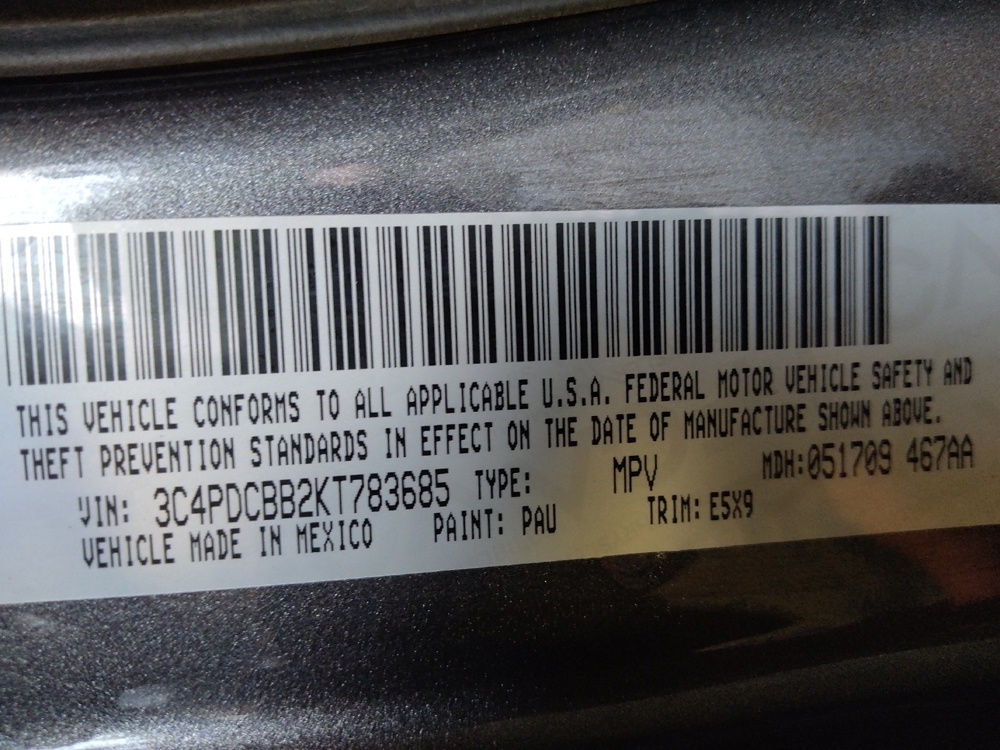 THIS VEHICLE CONFORMS TO ALL APPLICABLE U.S.A. FEDERAL MOTOR VEHICLE SAFETY AND
THEFT PREVENTION STANDARDS IN EFFECT ON THE DATE OF MANUFACTURE SHOWN ABOVE.
VIN: 3C4PDCBB2KT783685 TYPE: MPV MDH:051709 467AA
VEHICLE MADE IN MEXICO PAINT: PAU TRIM: E5X9